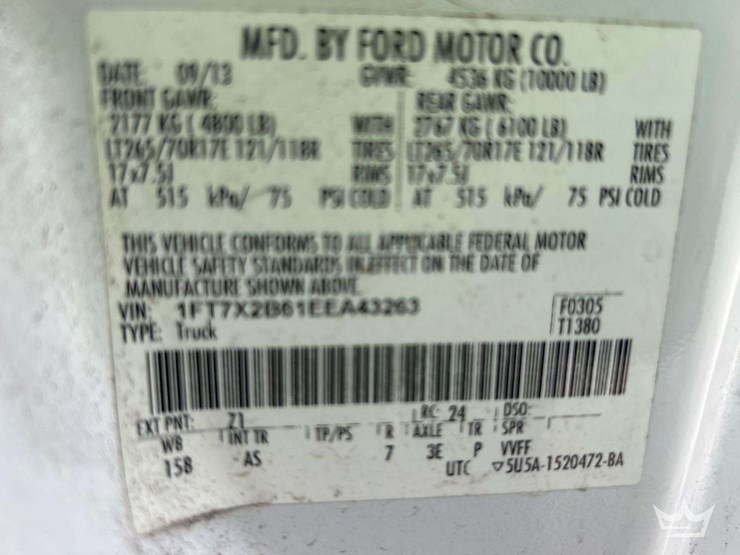 MFD. BY FORD MOTOR CO.
DATE: 09/13 GVWR: 4536 KG (10000 LB)
FRONT GAWR: REAR GAWR:
2177 KG (4800 LB) WITH 2767 KG (6100 LB) WITH
LT265/70R17E 121/118R TIRES LT265/70R17E 121/118R TIRES
17x7.5J RIMS 17x7.5J RIMS
AT 515 kPa/ 75 PSI COLD AT 515 kPa/ 75 PSI COLD
THIS VEHICLE CONFORMS TO ALL APPLICABLE FEDERAL MOTOR
VEHICLE SAFETY STANDARDS IN EFFECT ON THE DATE OF
MANUFACTURE SHOWN ABOVE.
VIN: 1FT7X2B61EEA43263 F0305
TYPE: Truck T1380
EXT PNT: Z1 RC: 24 DSO:
WB INT TR TP/PS R AXLE TR SPR
158 AS 7 3E P VVFF
UTC ▽5U5A-1520472-BA